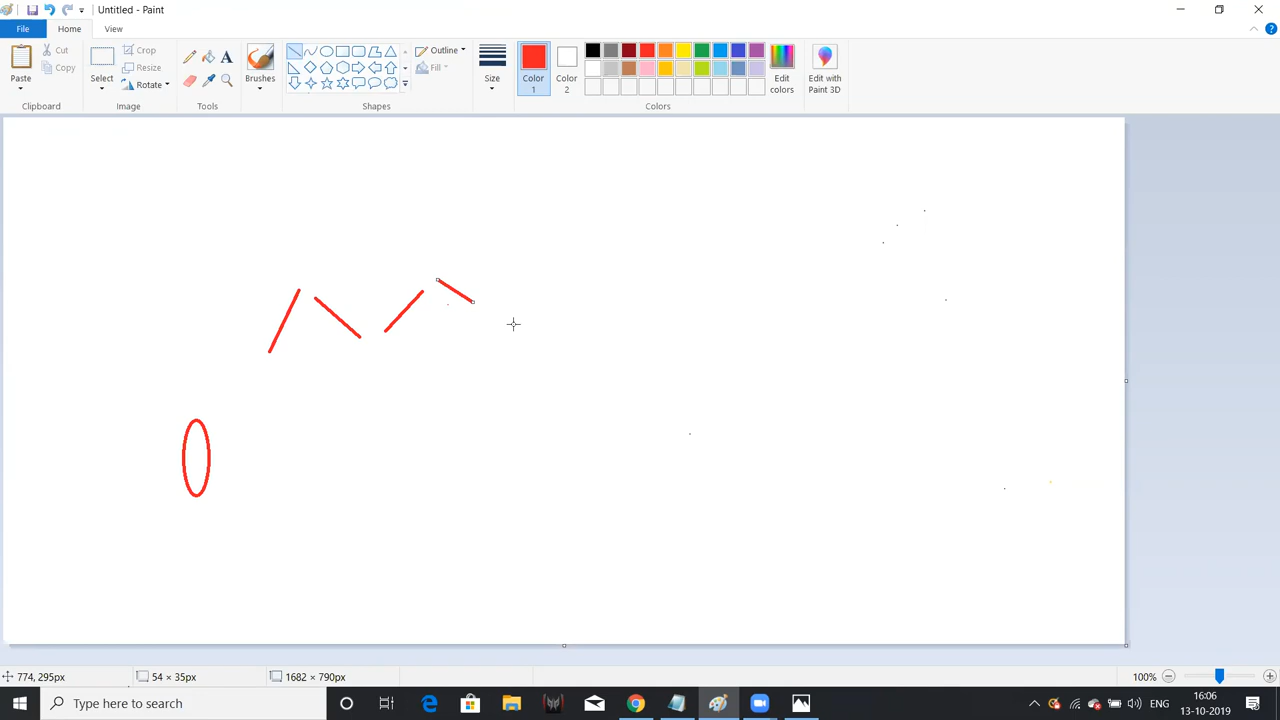 Untitled - Paint
File Home View
Paste
Cut
Copy
Clipboard
Select
Crop
Resize
Rotate
Image
Tools
Brushes
Shapes
Outline
Fill
Size
Color 1
Color 2
Colors
Edit colors
Edit with Paint 3D
774, 295px 54 × 35px 1682 × 790px 100%
Type here to search
ENG
16:06
13-10-2019